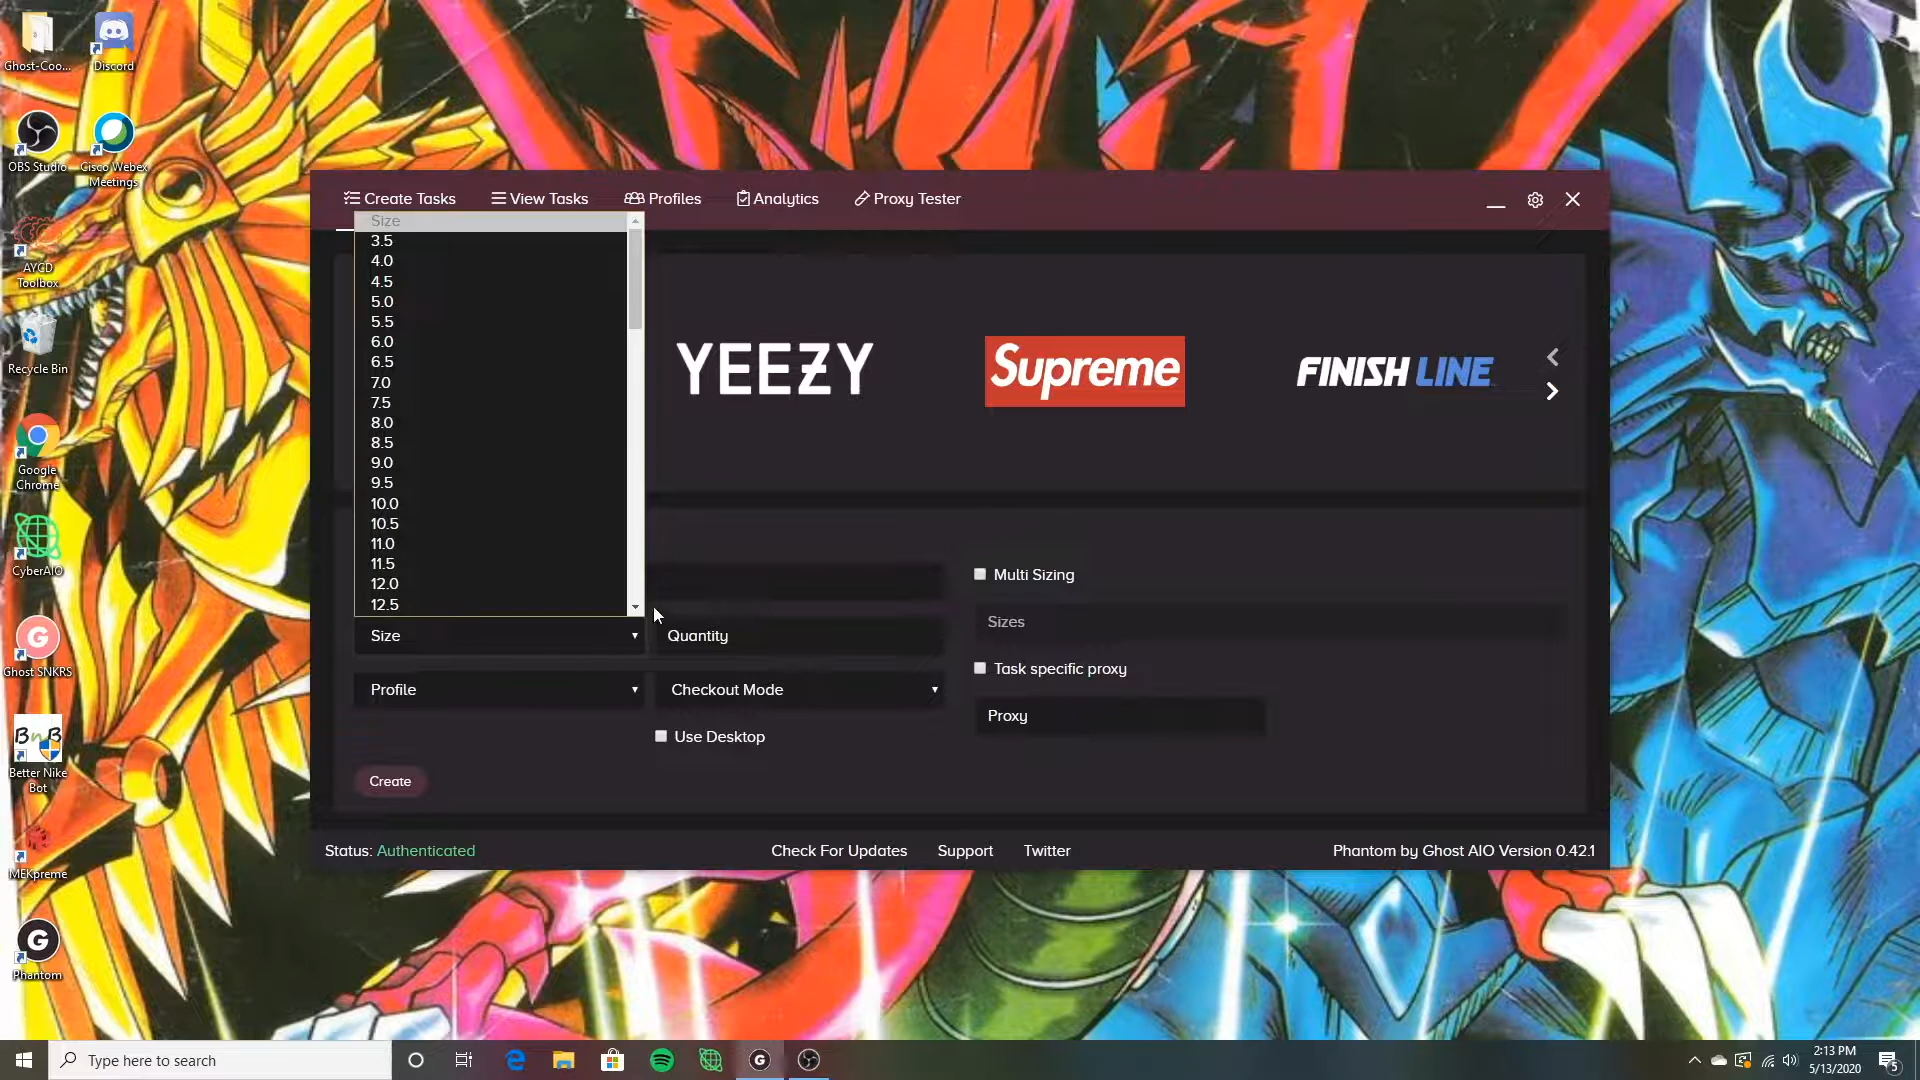 Ghost-Coo...
Discord
OBS Studio
Cisco Webex
Meetings
AYCD
Toolbox
Recycle Bin
Google
Chrome
CyberAIO
Ghost SNKRS
BnB
Better Nike
Bot
MEKpreme
Phantom
Create Tasks
View Tasks
Profiles
Analytics
Proxy Tester
Size
3.5
4.0
4.5
5.0
5.5
6.0
6.5
7.0
7.5
8.0
8.5
9.0
9.5
10.0
10.5
11.0
11.5
12.0
12.5
YEEZY
Supreme
FINISH LINE
Size
Quantity
Profile
Checkout Mode
Use Desktop
Multi Sizing
Sizes
Task specific proxy
Proxy
Create
Status: Authenticated
Check For Updates
Support
Twitter
Phantom by Ghost AIO Version 0.42.1
Type here to search
2:13 PM
5/13/2020
5